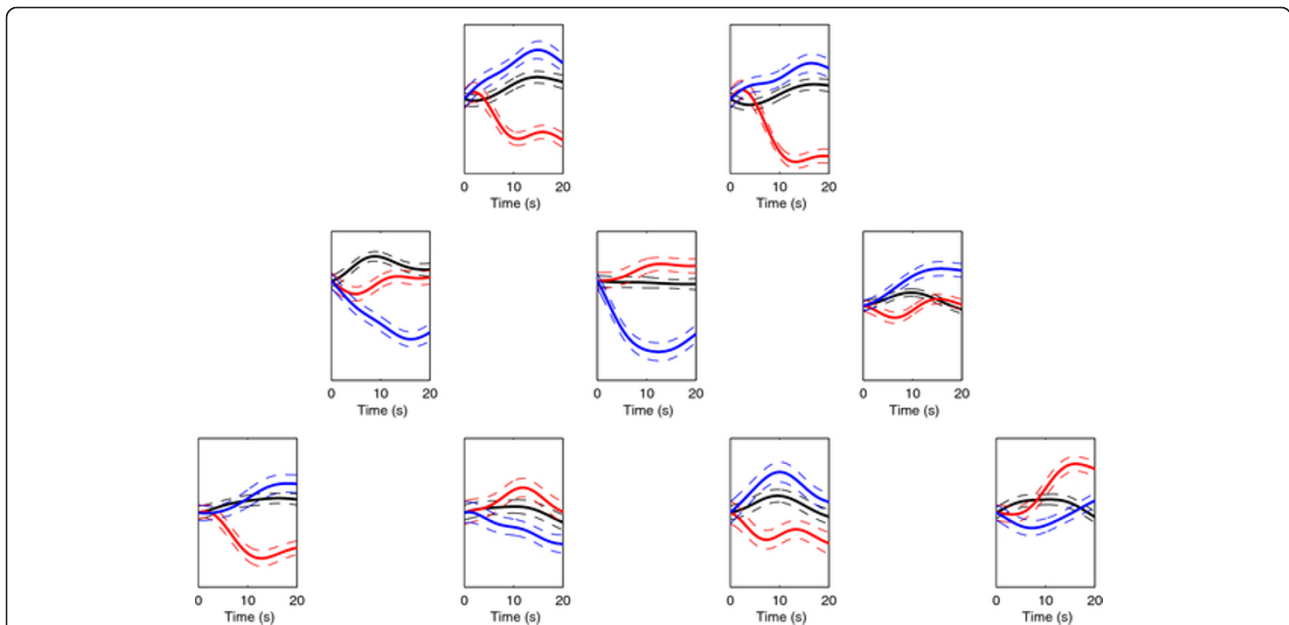 0 10 20 0 10 20
Time (s) Time (s)
0 10 20 0 10 20 0 10 20
Time (s) Time (s) Time (s)
0 10 20 0 10 20 0 10 20 0 10 20
Time (s) Time (s) Time (s) Time (s)